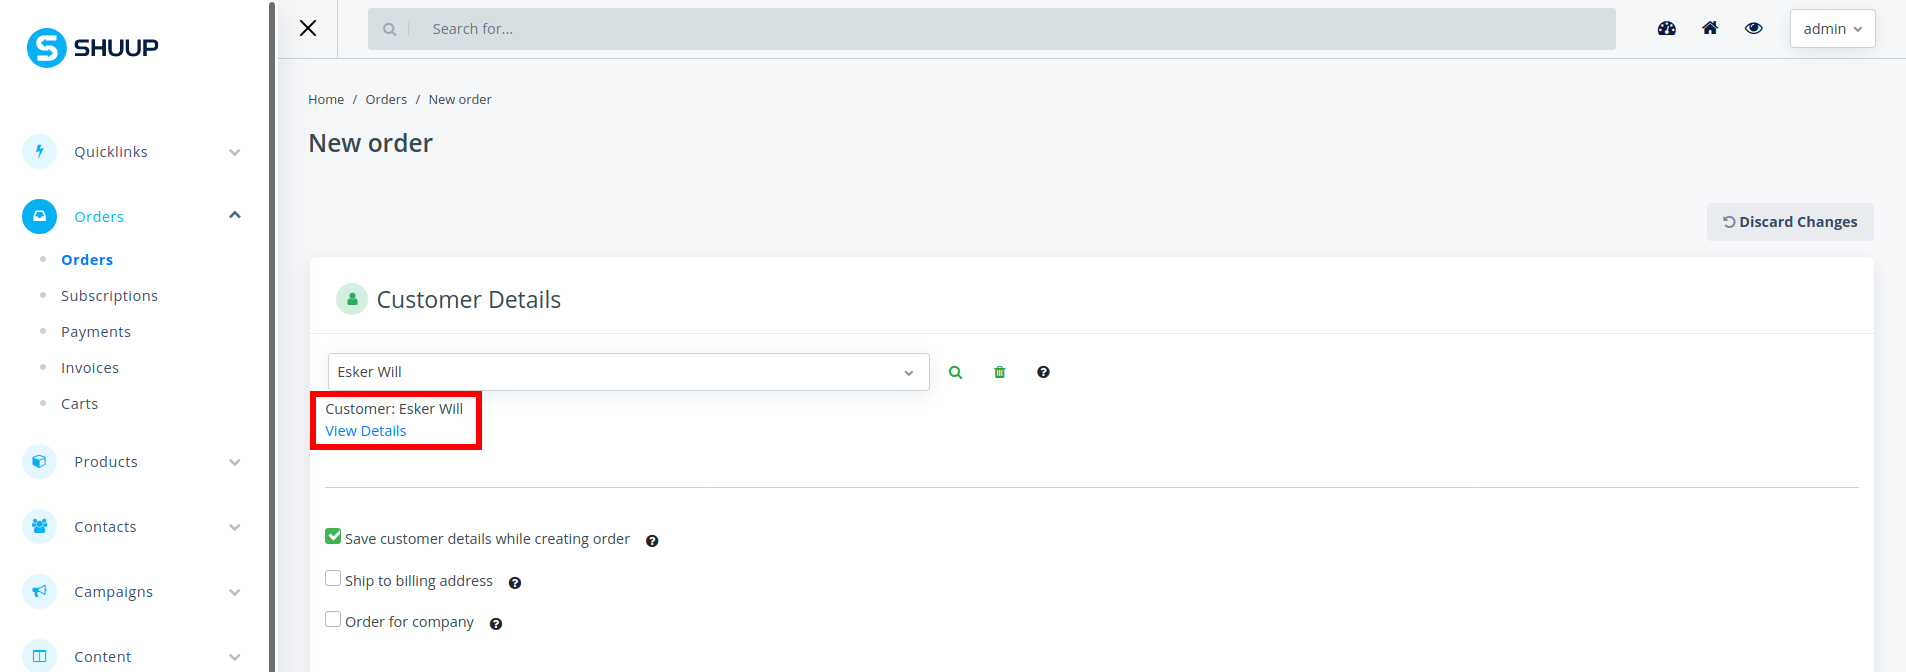 SHUUP
Search for...
admin
Home / Orders / New order
New order
Quicklinks
Orders
Orders
Subscriptions
Payments
Invoices
Carts
Products
Contacts
Campaigns
Content
Discard Changes
Customer Details
Esker Will
Customer: Esker Will
View Details
Save customer details while creating order
Ship to billing address
Order for company